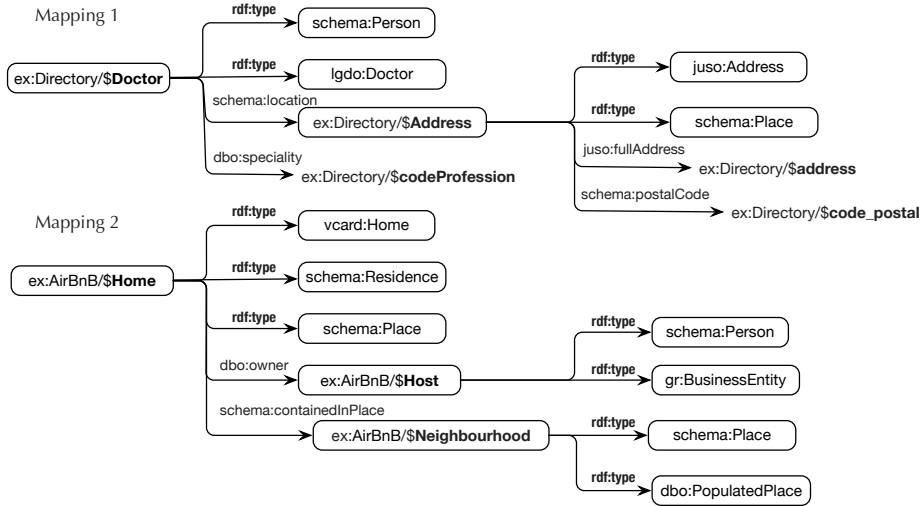 Mapping 1
rdf:type
schema:Person
ex:Directory/$Doctor
rdf:type
lgdo:Doctor
schema:location
ex:Directory/$Address
dbo:speciality
ex:Directory/$codeProfession
rdf:type
juso:Address
rdf:type
schema:Place
juso:fullAddress
ex:Directory/$address
schema:postalCode
ex:Directory/$code_postal
Mapping 2
rdf:type
vcard:Home
ex:AirBnB/$Home
rdf:type
schema:Residence
rdf:type
schema:Place
dbo:owner
ex:AirBnB/$Host
rdf:type
schema:Person
rdf:type
gr:BusinessEntity
schema:containedInPlace
ex:AirBnB/$Neighbourhood
rdf:type
schema:Place
rdf:type
dbo:PopulatedPlace